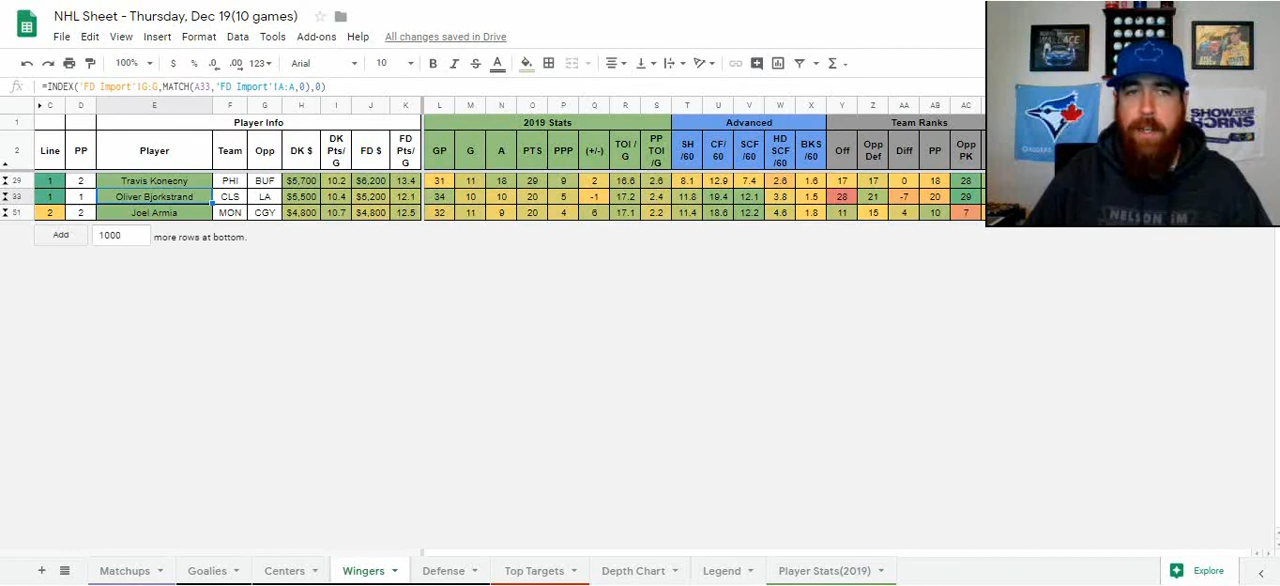 NHL Sheet - Thursday, Dec 19(10 games)
File Edit View Insert Format Data Tools Add-ons Help All changes saved in Drive
100% $ % .0 .00 123 Arial 10 B I S A
fx =INDEX('FD Import'!G:G,MATCH(A33,'FD Import'!A:A,0),0)
C D E F G H I J K L M N O P Q R S T U V W X Y Z AA AB AC
1 Player Info 2019 Stats Advanced Team Ranks
2 Line PP Player Team Opp DK $ DK Pts/ G FD $ FD Pts/ G GP G A PTS PPP (+/-) TOI / G PP TOI /G SH /60 CF/ 60 SCF /60 HD SCF /60 BKS /60 Off Opp Def Diff PP Opp PK
29 1 2 Travis Konecny PHI BUF $5,700 10.2 $6,200 13.4 31 11 18 29 9 2 16.6 2.6 8.1 12.9 7.4 2.6 1.6 17 17 0 18 28
33 1 1 Oliver Bjorkstrand CLS LA $5,500 10.4 $5,200 12.1 34 10 10 20 5 -1 17.2 2.4 11.8 19.4 12.1 3.8 1.5 28 21 -7 20 29
51 2 2 Joel Armia MON CGY $4,800 10.7 $4,800 12.5 32 11 9 20 4 6 17.1 2.2 11.4 18.6 12.2 4.6 1.8 11 15 4 10 7
Add 1000 more rows at bottom.
SHOW YOUR
HORNS
Matchups Goalies Centers Wingers Defense Top Targets Depth Chart Legend Player Stats(2019) Explore